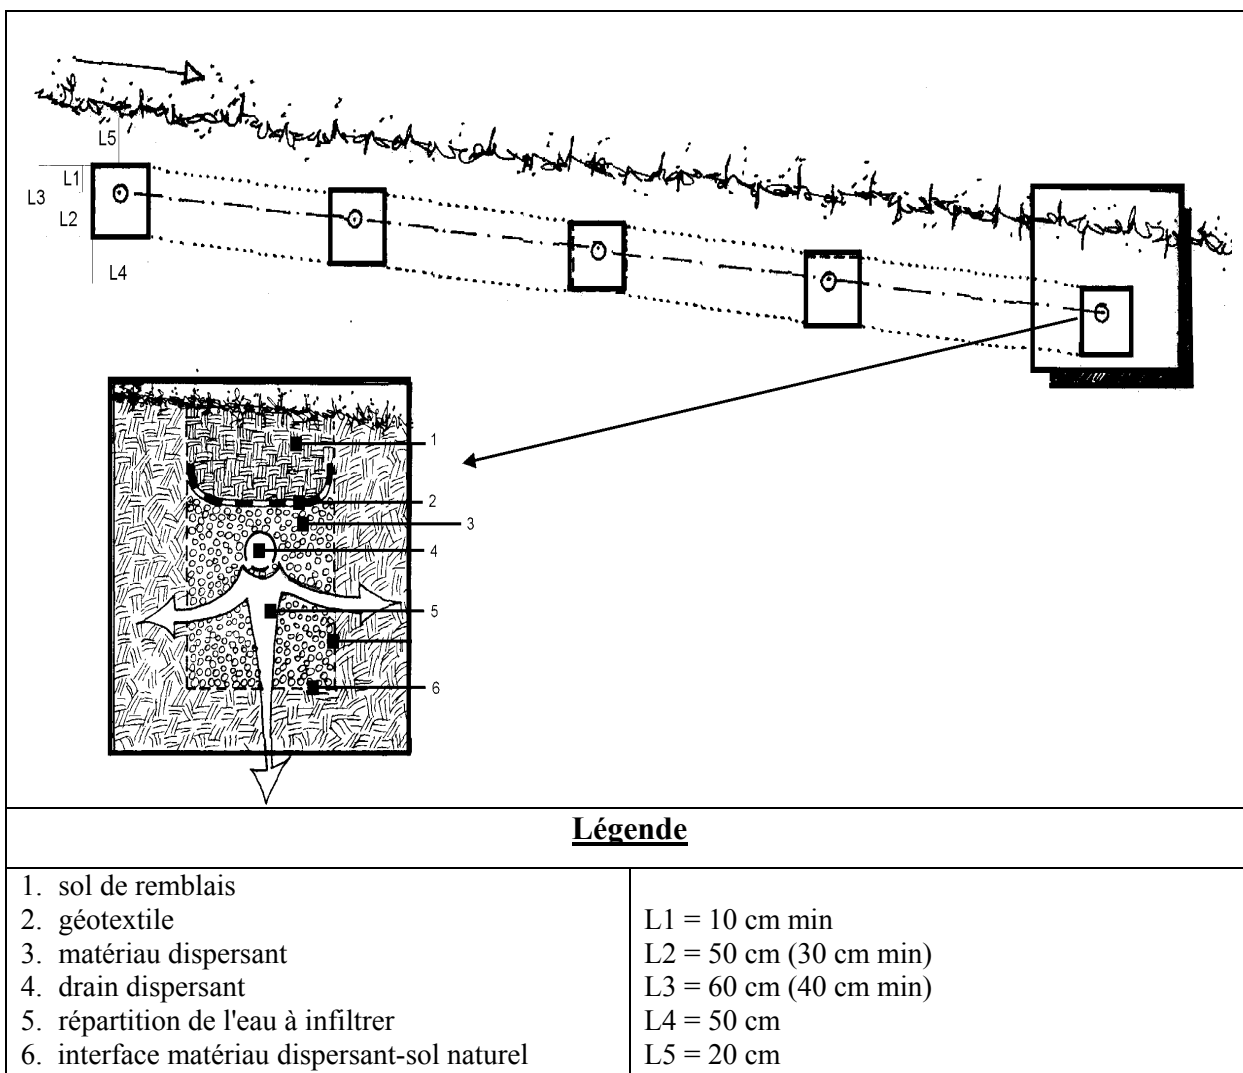 L5
L1
L3
L2
L4
1
2
3
4
5
6
Légende
1. sol de remblais
2. géotextile
3. matériau dispersant
4. drain dispersant
5. répartition de l'eau à infiltrer
6. interface matériau dispersant-sol naturel
L1 = 10 cm min
L2 = 50 cm (30 cm min)
L3 = 60 cm (40 cm min)
L4 = 50 cm
L5 = 20 cm